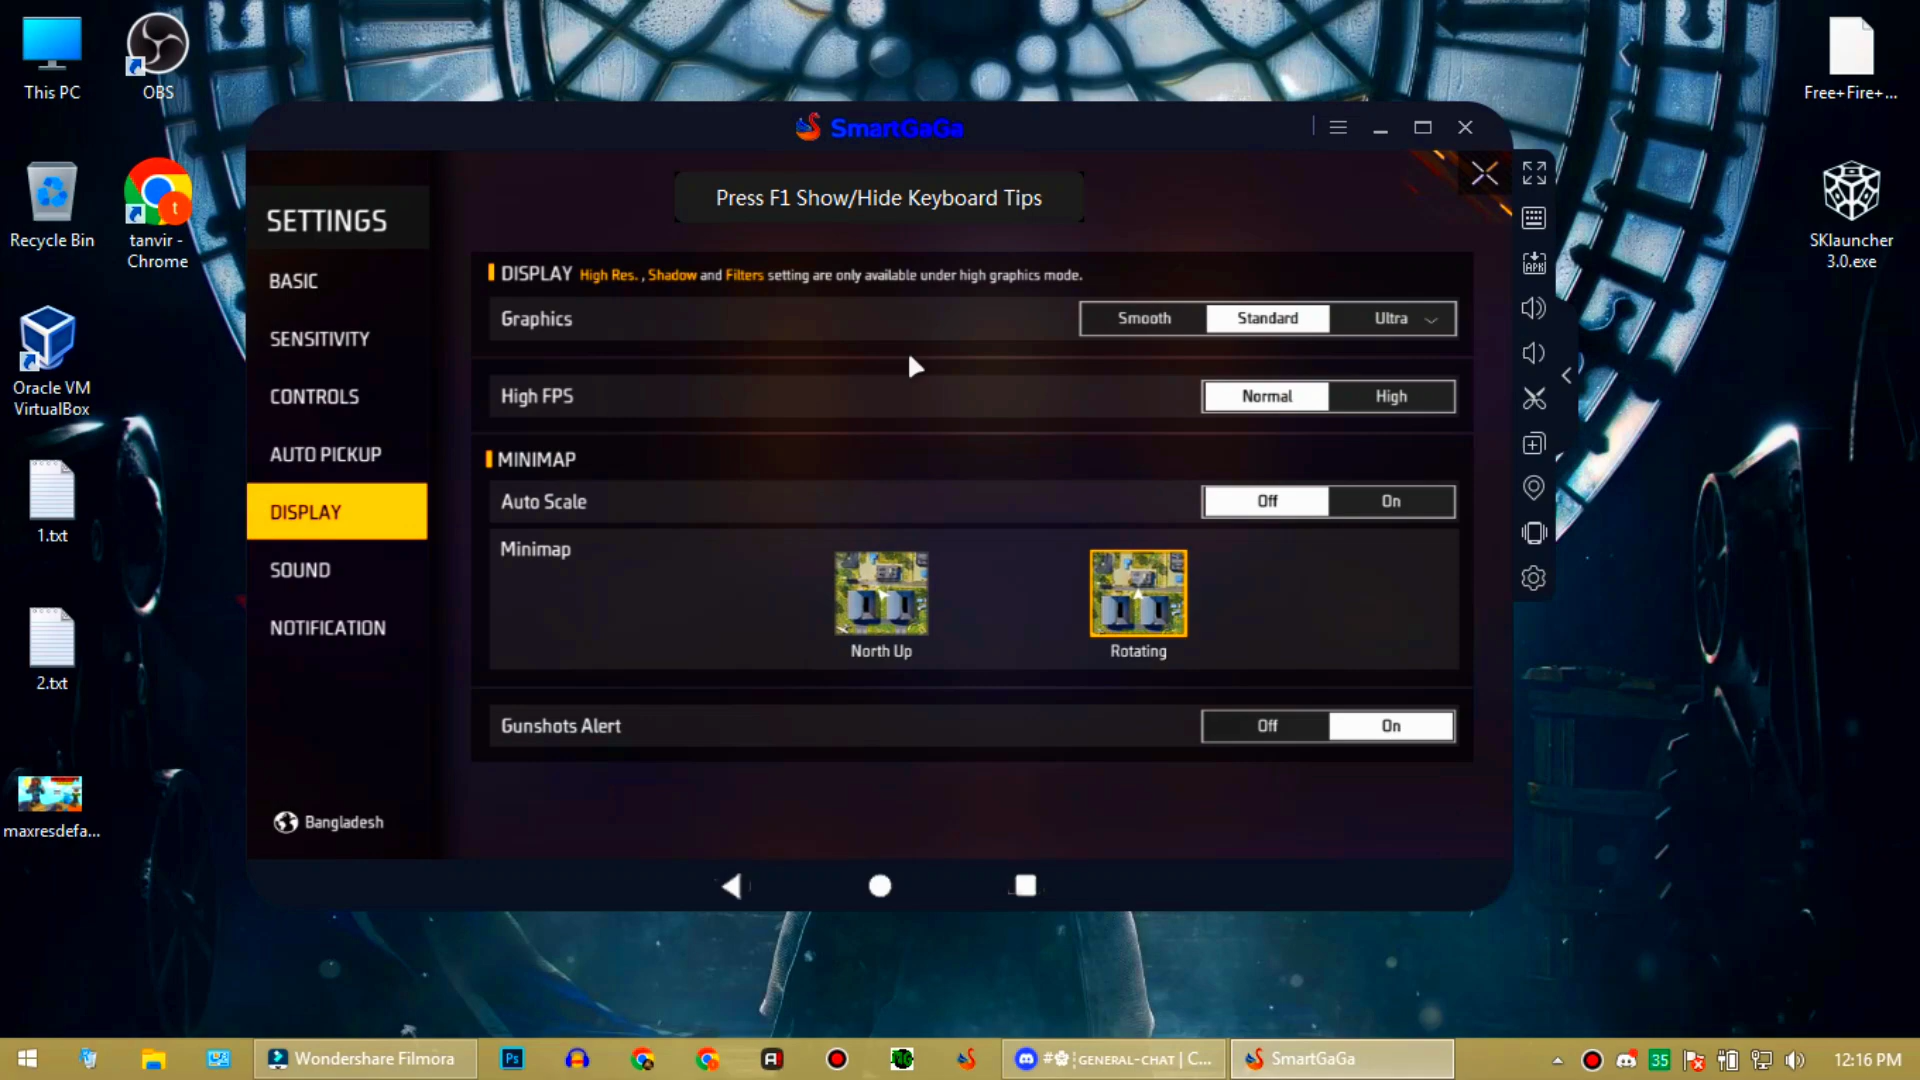 This PC
OBS
Free+Fire+...
SmartGaGa
Press F1 Show/Hide Keyboard Tips
SETTINGS
BASIC
SENSITIVITY
CONTROLS
AUTO PICKUP
DISPLAY
SOUND
NOTIFICATION
Bangladesh
DISPLAY High Res. , Shadow and Filters setting are only available under high graphics mode.
Graphics
Smooth
Standard
Ultra
High FPS
Normal
High
MINIMAP
Auto Scale
Off
On
Minimap
North Up
Rotating
Gunshots Alert
Off
On
APK
Recycle Bin
tanvir -
Chrome
t
SKlauncher
3.0.exe
Oracle VM
VirtualBox
1.txt
2.txt
maxresdefa...
Wondershare Filmora
Ps
#✿¦GENERAL-CHAT | C...
SmartGaGa
35
12:16 PM